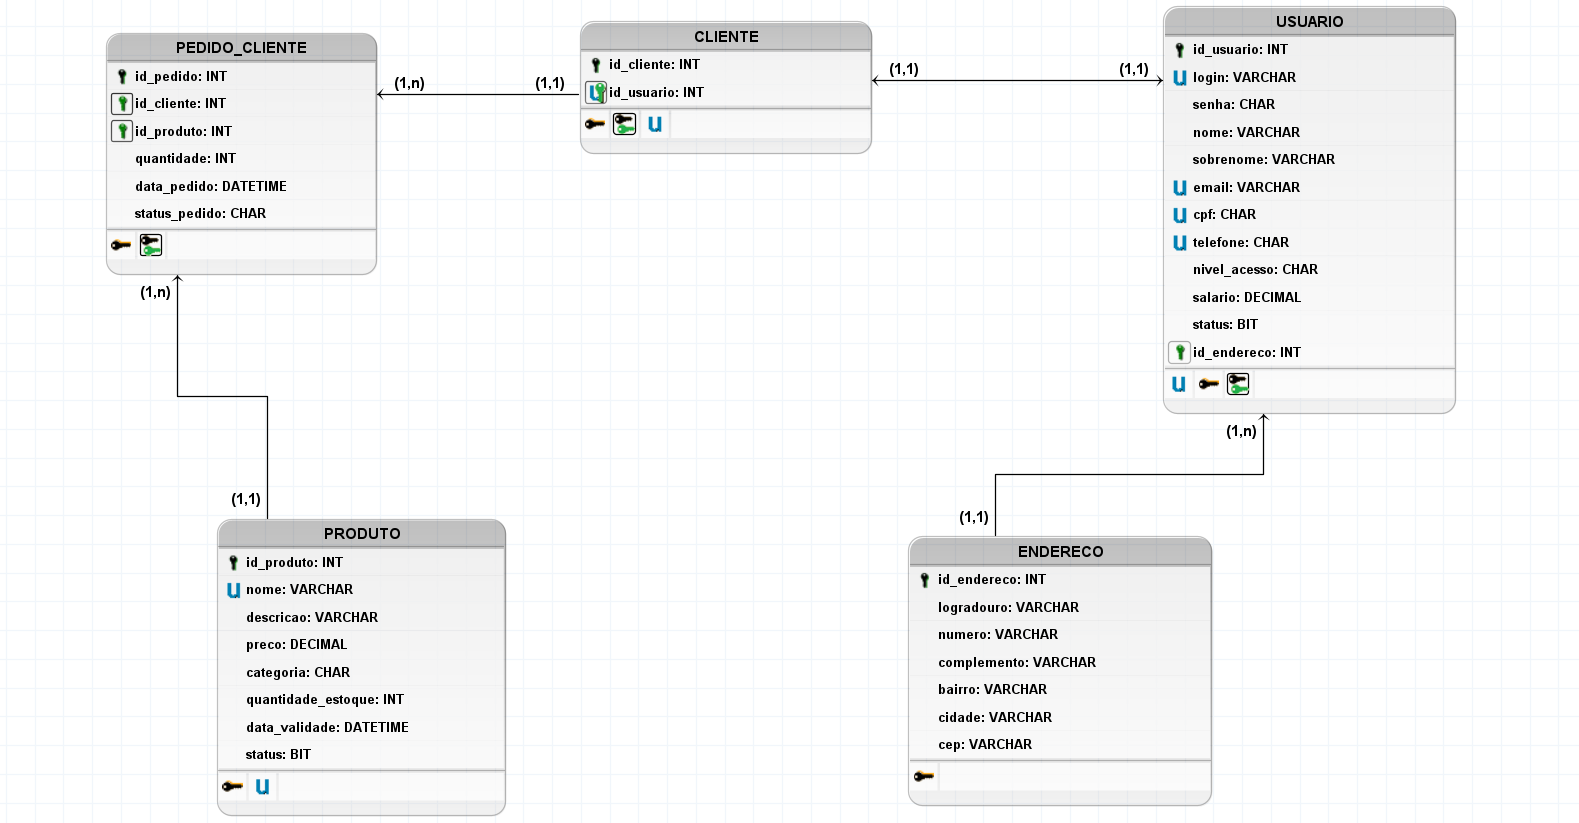 PEDIDO_CLIENTE
id_pedido: INT
id_cliente: INT
id_produto: INT
quantidade: INT
data_pedido: DATETIME
status_pedido: CHAR
(1,n)
(1,1)
CLIENTE
id_cliente: INT
id_usuario: INT
U
(1,1)
(1,1)
USUARIO
id_usuario: INT
U login: VARCHAR
senha: CHAR
nome: VARCHAR
sobrenome: VARCHAR
U email: VARCHAR
U cpf: CHAR
U telefone: CHAR
nivel_acesso: CHAR
salario: DECIMAL
status: BIT
id_endereco: INT
U
(1,n)
(1,1)
PRODUTO
id_produto: INT
U nome: VARCHAR
descricao: VARCHAR
preco: DECIMAL
categoria: CHAR
quantidade_estoque: INT
data_validade: DATETIME
status: BIT
U
(1,n)
(1,1)
ENDERECO
id_endereco: INT
logradouro: VARCHAR
numero: VARCHAR
complemento: VARCHAR
bairro: VARCHAR
cidade: VARCHAR
cep: VARCHAR